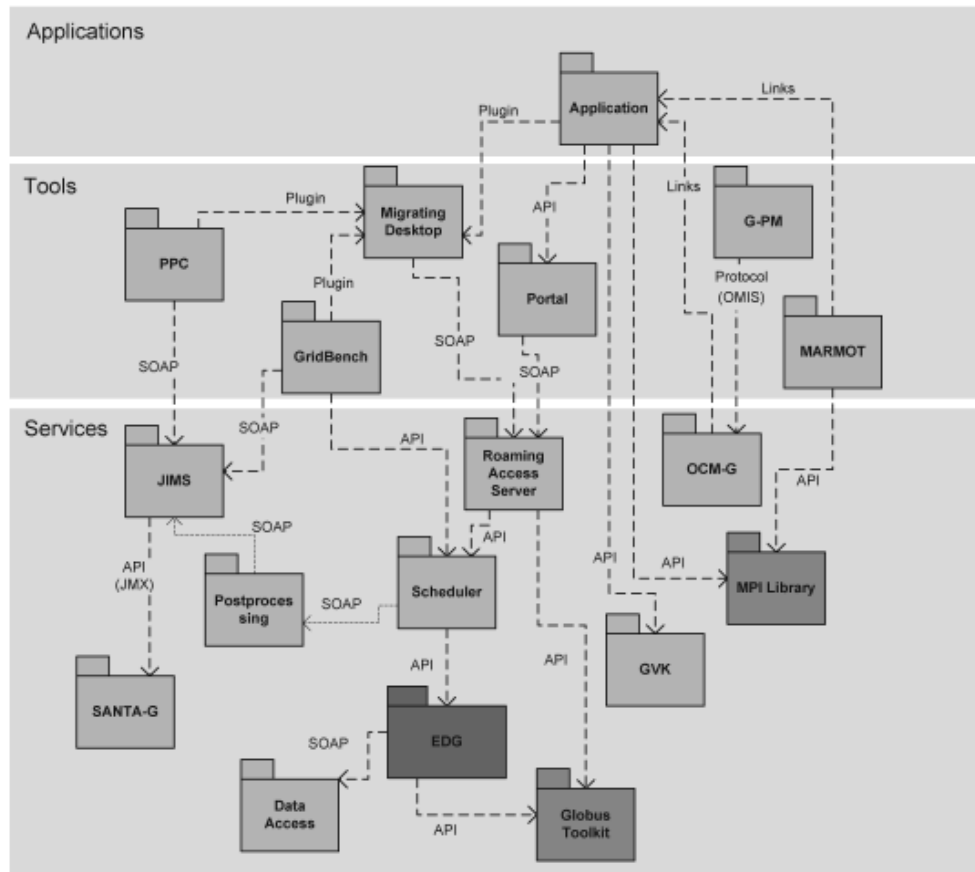 Applications
Application
Links
Plugin
Tools
Migrating
Desktop
Plugin
Links
G-PM
API
PPC
Portal
Protocol
(OMIS)
Plugin
GridBench
MARMOT
SOAP
SOAP
SOAP
Services
SOAP
API
Roaming
Access
Server
OCM-G
JIMS
API
SOAP
API
API
(JMX)
API
API
MPI Library
Scheduler
Postproces
sing
SOAP
API
API
GVK
SANTA-G
EDG
SOAP
Data
Access
API
Globus
Toolkit